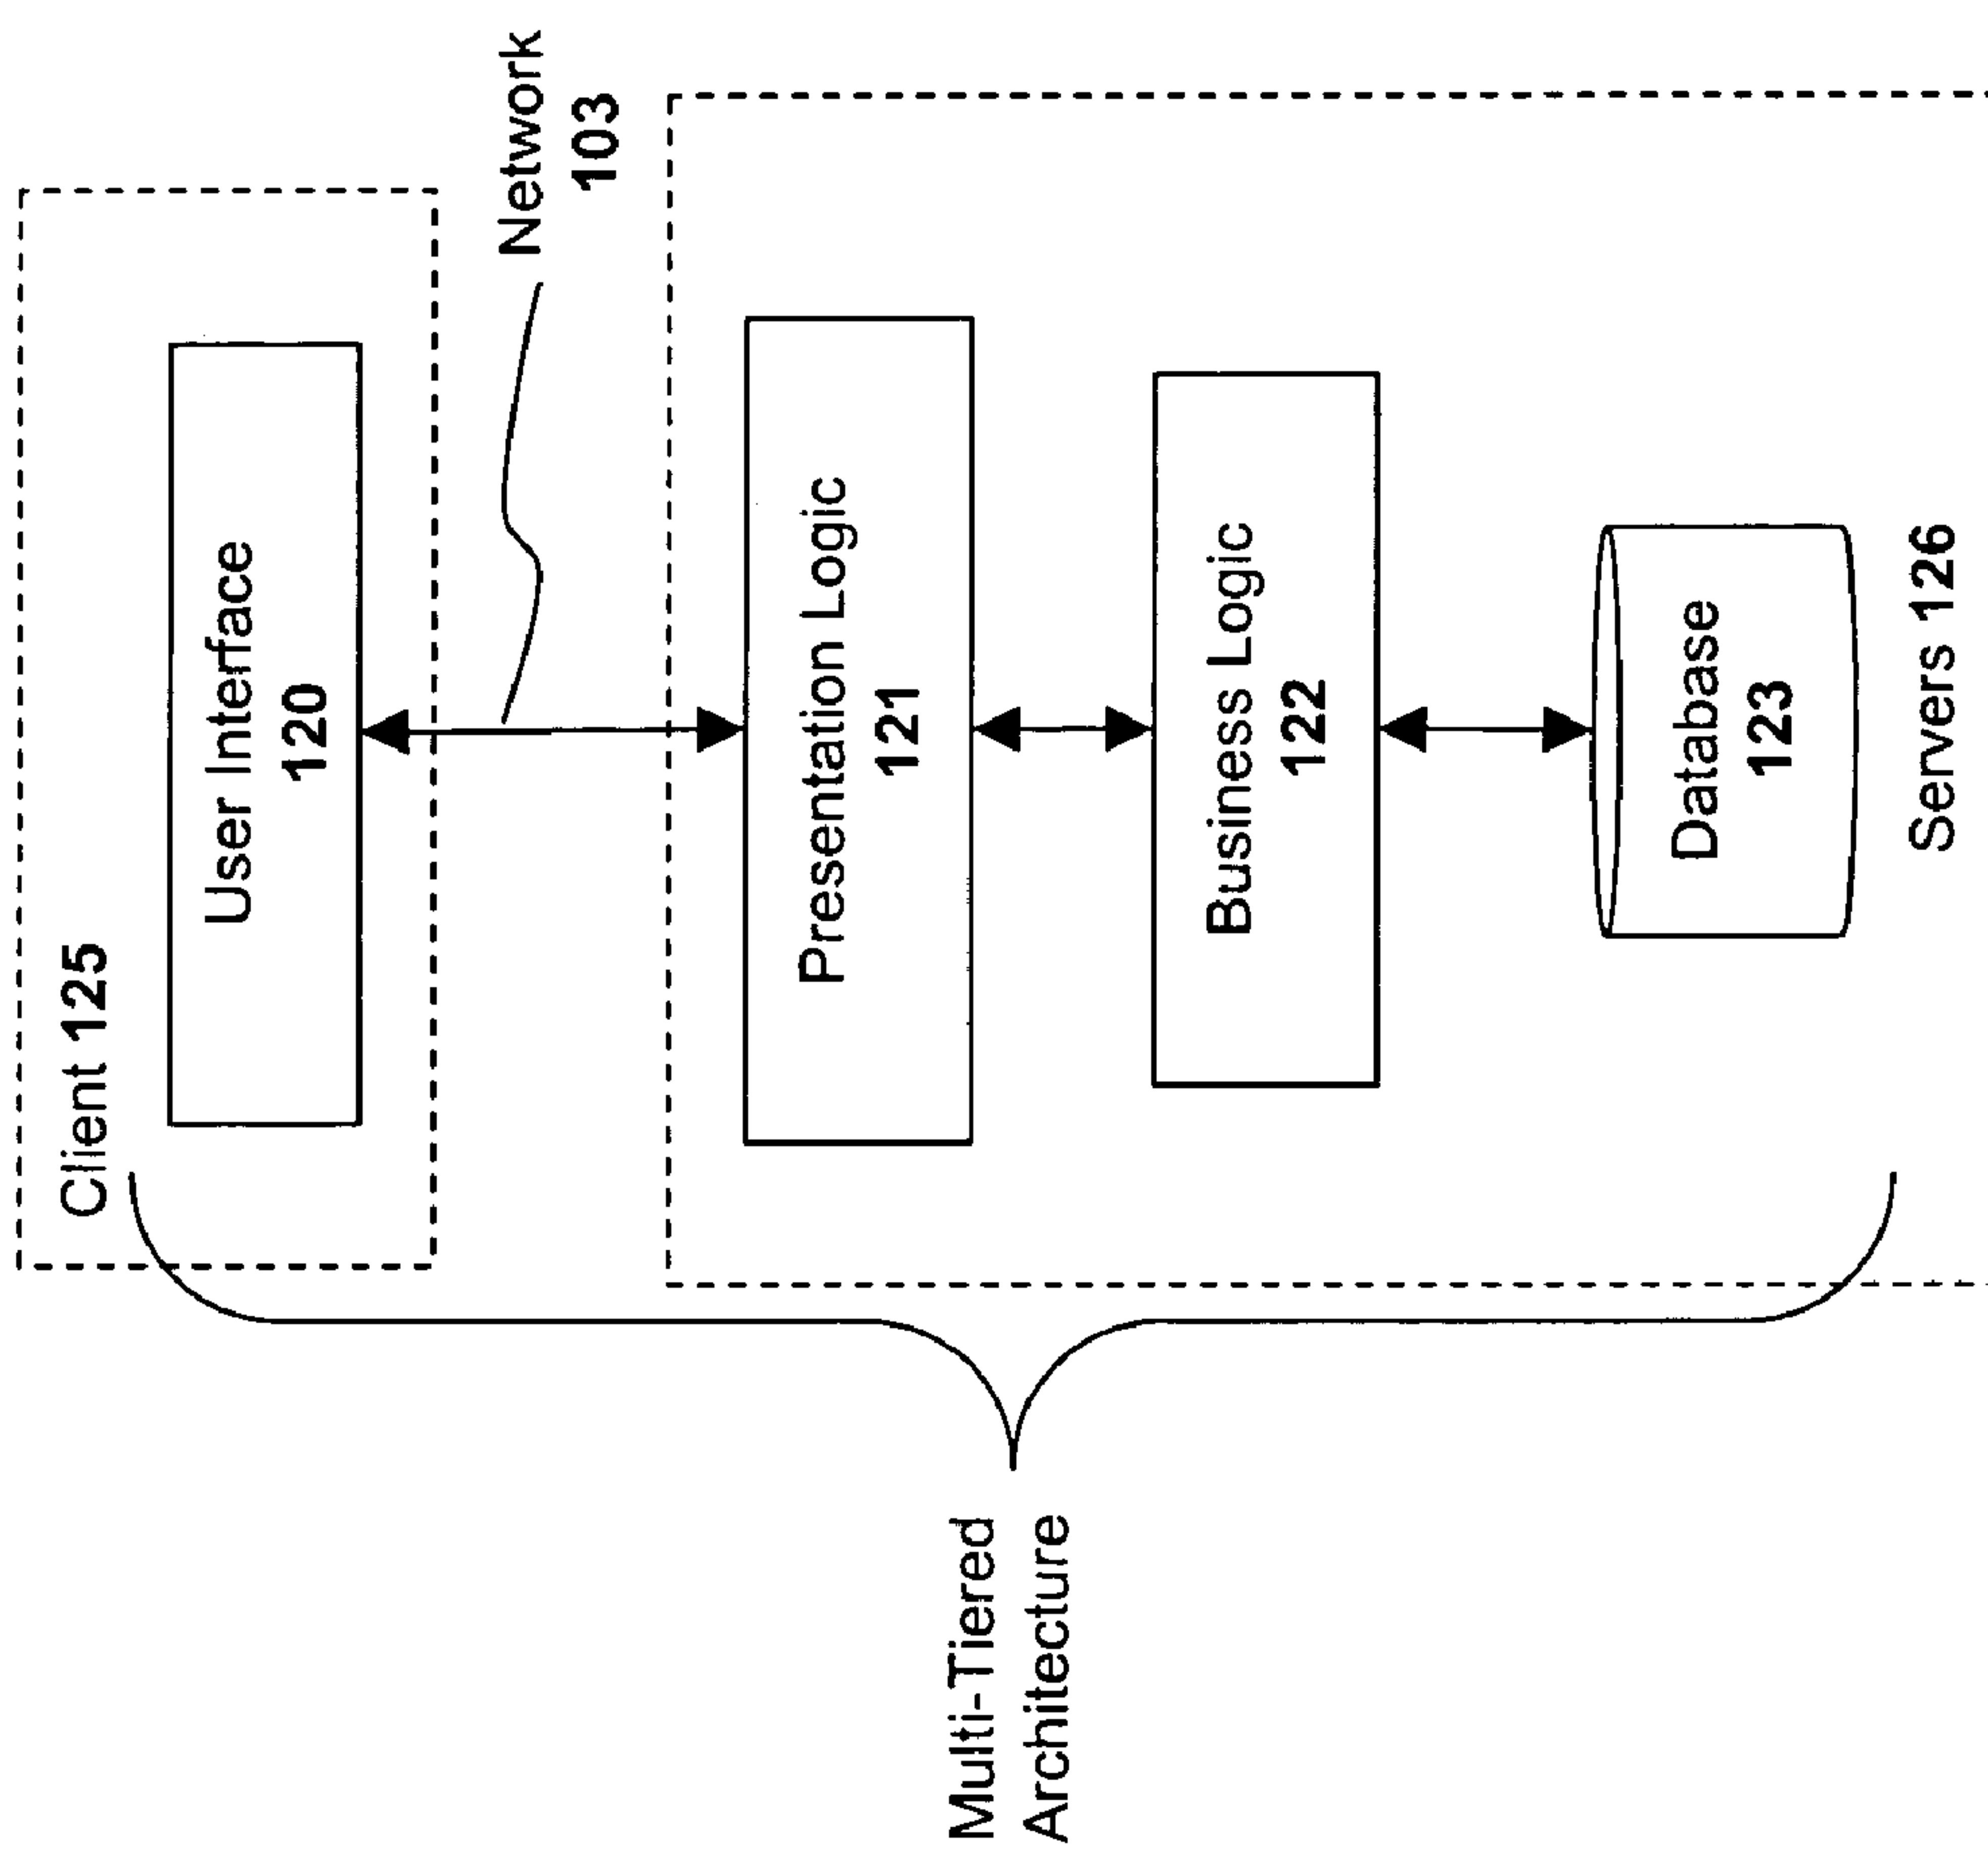 Client 125
User Interface
120
Network
103
Presentation Logic
121
Business Logic
122
Database
123
Servers 126
Multi-Tiered
Architecture